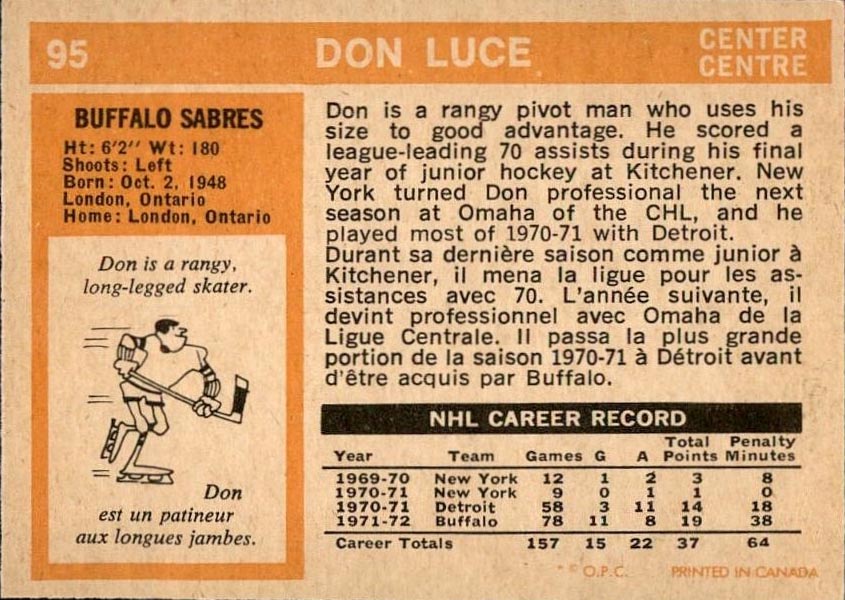 95
DON LUCE
CENTER
CENTRE
BUFFALO SABRES
Ht: 6'2" Wt: 180
Shoots: Left
Born: Oct. 2, 1948
London, Ontario
Home: London, Ontario
Don is a rangy,
long-legged skater.
Don
est un patineur
aux longues jambes.
Don is a rangy pivot man who uses his
size to good advantage. He scored a
league-leading 70 assists during his final
year of junior hockey at Kitchener. New
York turned Don professional the next
season at Omaha of the CHL, and he
played most of 1970-71 with Detroit.
Durant sa dernière saison comme junior à
Kitchener, il mena la ligue pour les as-
sistances avec 70. L'année suivante, il
devint professionnel avec Omaha de la
Ligue Centrale. Il passa la plus grande
portion de la saison 1970-71 à Détroit avant
d'être acquis par Buffalo.
NHL CAREER RECORD
Year Team Games G A Total Points Penalty Minutes
1969-70 New York 12 1 2 3 8
1970-71 New York 9 0 1 1 0
1970-71 Detroit 58 3 11 14 18
1971-72 Buffalo 78 11 8 19 38
Career Totals 157 15 22 37 64
* © O.P.C. PRINTED IN CANADA